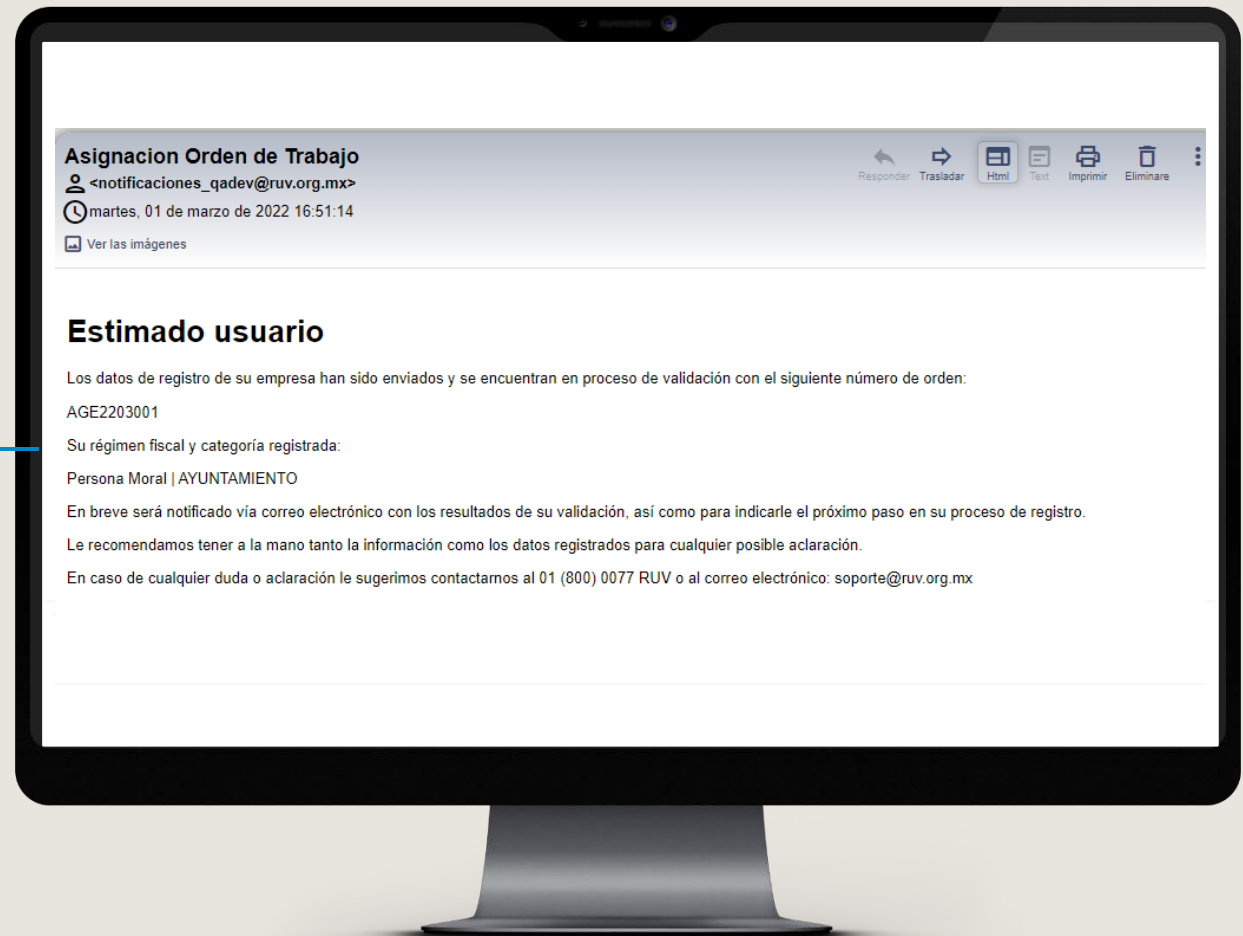 Asignacion Orden de Trabajo
<notificaciones_qadev@ruv.org.mx>
martes, 01 de marzo de 2022 16:51:14
Ver las imágenes
Responder Trasladar Html Text Imprimir Eliminare
Estimado usuario
Los datos de registro de su empresa han sido enviados y se encuentran en proceso de validación con el siguiente número de orden:
AGE2203001
Su régimen fiscal y categoría registrada:
Persona Moral | AYUNTAMIENTO
En breve será notificado vía correo electrónico con los resultados de su validación, así como para indicarle el próximo paso en su proceso de registro.
Le recomendamos tener a la mano tanto la información como los datos registrados para cualquier posible aclaración.
En caso de cualquier duda o aclaración le sugerimos contactarnos al 01 (800) 0077 RUV o al correo electrónico: soporte@ruv.org.mx